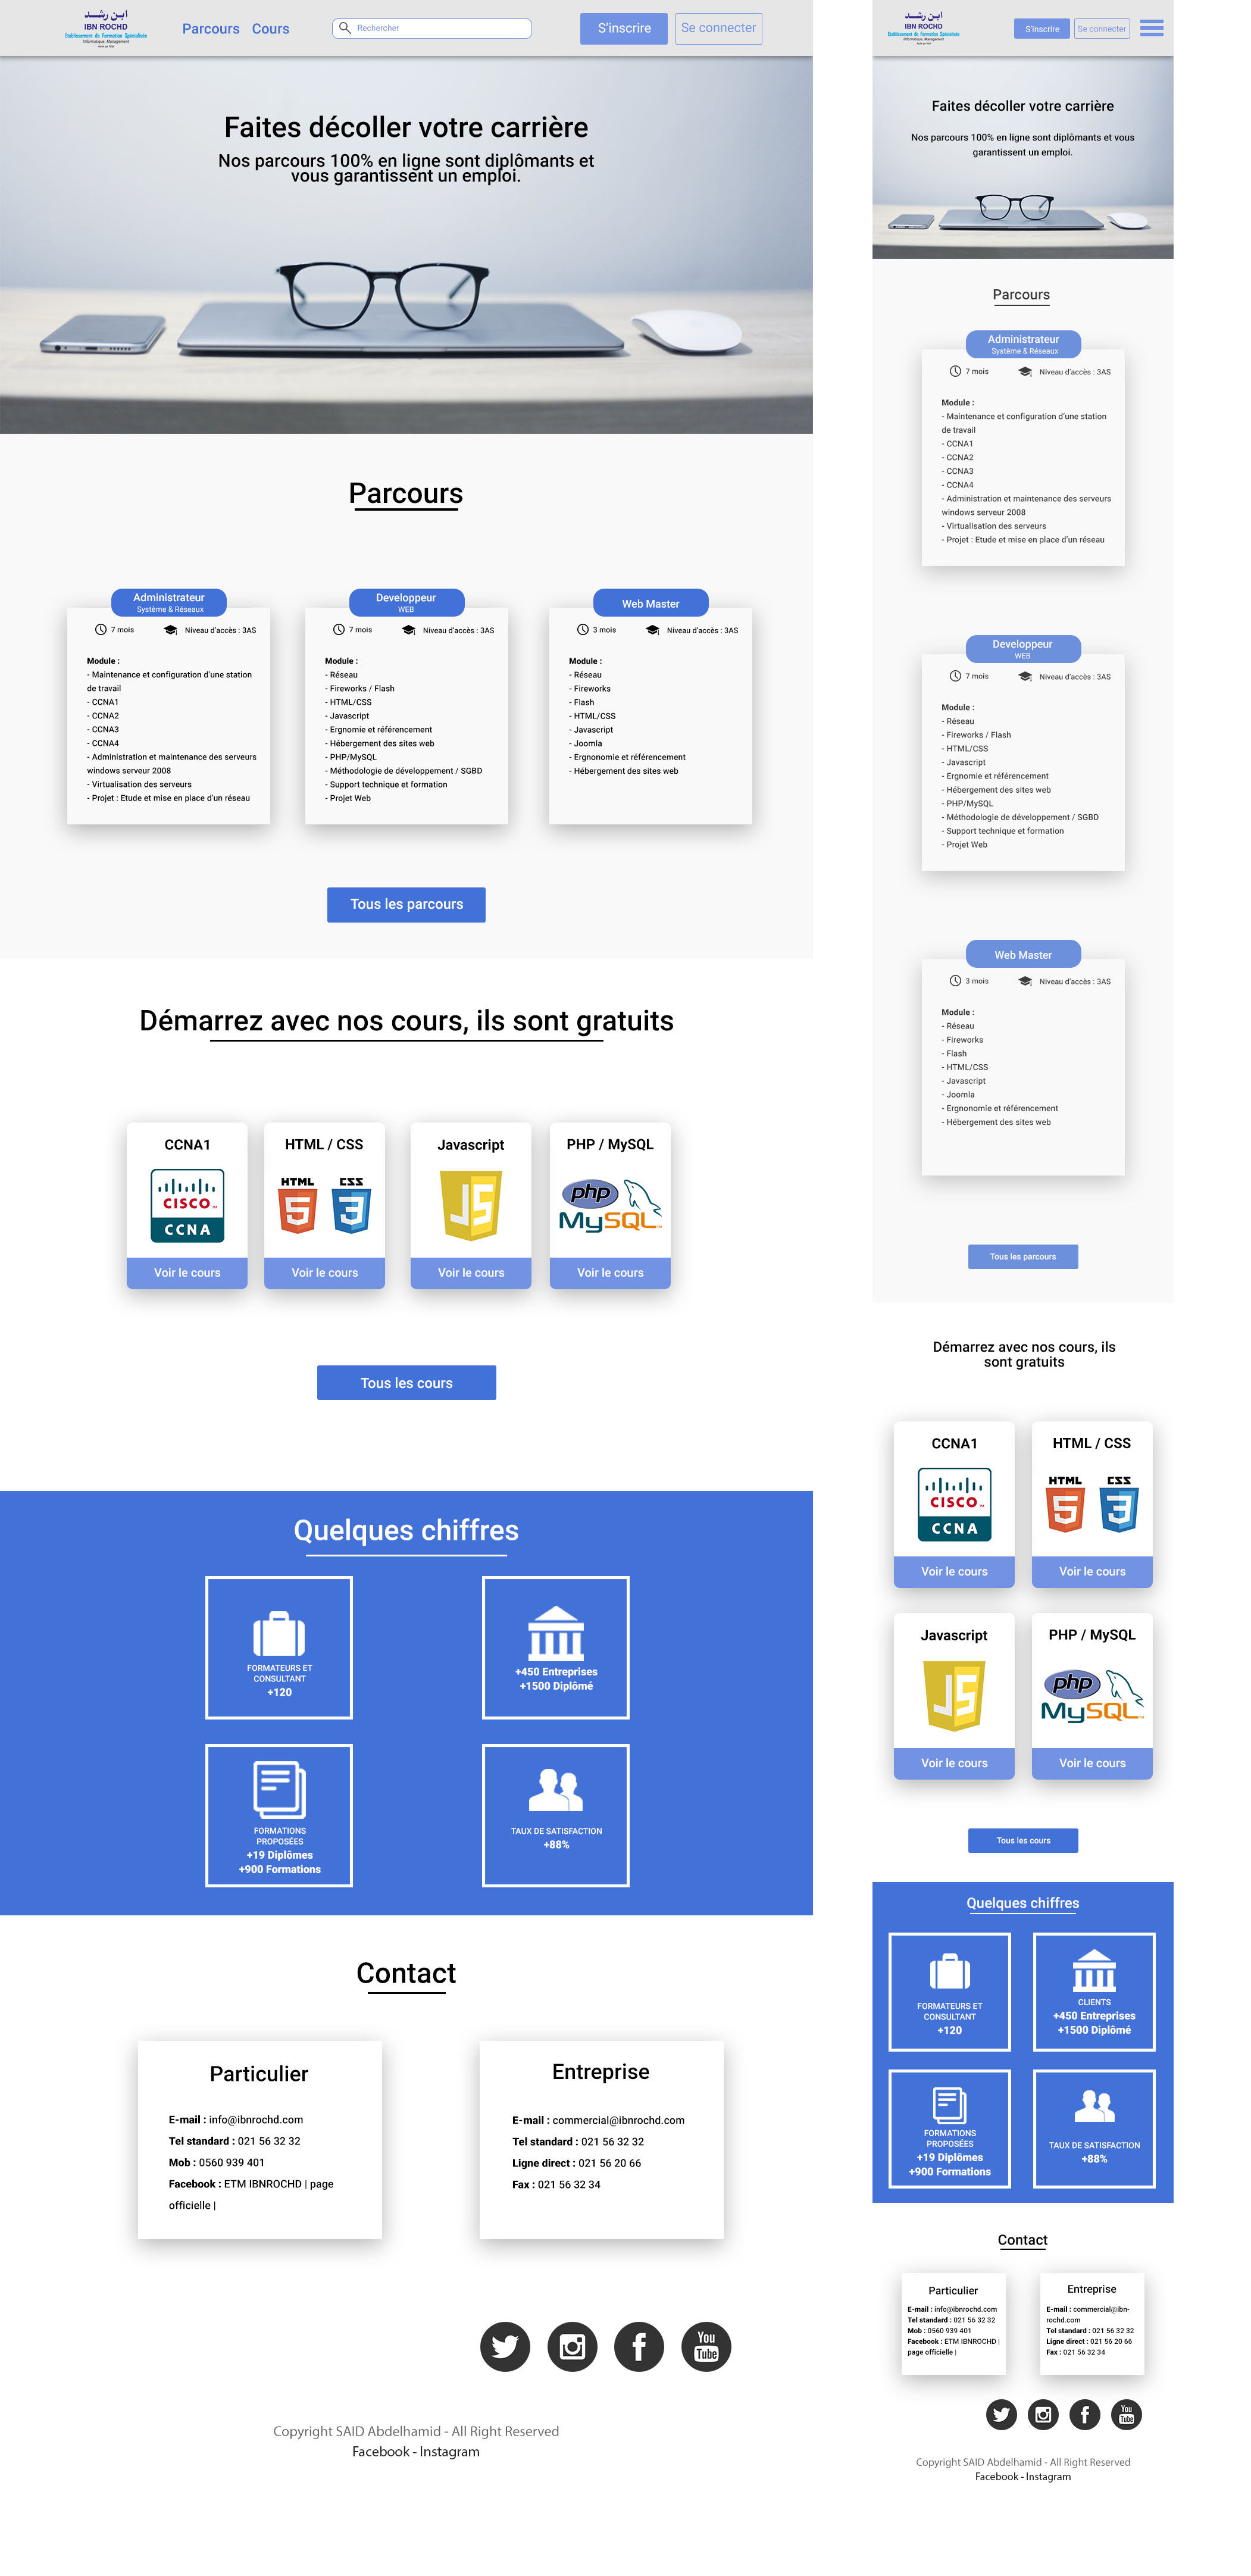 ابن رشد
IBN ROCHD
Etablissement de Formation Spécialisée
Informatique, Management
Parcours
Cours
Rechercher
S'inscrire
Se connecter
Faites décoller votre carrière
Nos parcours 100% en ligne sont diplômants et
vous garantissent un emploi.
Parcours
Administrateur
Système & Réseaux
7 mois
Niveau d'accès : 3AS
Module :
- Maintenance et configuration d'une station
de travail
- CCNA1
- CCNA2
- CCNA3
- CCNA4
- Administration et maintenance des serveurs
windows serveur 2008
- Virtualisation des serveurs
- Projet : Etude et mise en place d'un réseau
Developpeur
WEB
7 mois
Niveau d'accès : 3AS
Module :
- Réseau
- Fireworks / Flash
- HTML/CSS
- Javascript
- Ergnomie et référencement
- Hébergement des sites web
- PHP/MySQL
- Méthodologie de développement / SGBD
- Support technique et formation
- Projet Web
Web Master
3 mois
Niveau d'accès : 3AS
Module :
- Réseau
- Fireworks
- Flash
- HTML/CSS
- Javascript
- Joomla
- Ergnonomie et référencement
- Hébergement des sites web
Tous les parcours
Démarrez avec nos cours, ils sont gratuits
CCNA1
CISCO
CCNA
Voir le cours
HTML / CSS
HTML
5
CSS
3
Voir le cours
Javascript
JS
Voir le cours
PHP / MySQL
php
MySQL
Voir le cours
Tous les cours
Quelques chiffres
FORMATEURS ET
CONSULTANT
+120
+450 Entreprises
+1500 Diplômé
FORMATIONS
PROPOSÉES
+19 Diplômes
+900 Formations
TAUX DE SATISFACTION
+88%
Contact
Particulier
E-mail : info@ibnrochd.com
Tel standard : 021 56 32 32
Mob : 0560 939 401
Facebook : ETM IBNROCHD | page
officielle |
Entreprise
E-mail : commercial@ibnrochd.com
Tel standard : 021 56 32 32
Ligne direct : 021 56 20 66
Fax : 021 56 32 34
You
Tube
Copyright SAID Abdelhamid - All Right Reserved
Facebook - Instagram
ابن رشد
IBN ROCHD
Etablissement de Formation Spécialisée
Informatique, Management
S'inscrire
Se connecter
Faites décoller votre carrière
Nos parcours 100% en ligne sont diplômants et vous
garantissent un emploi.
Parcours
Administrateur
Système & Réseaux
7 mois
Niveau d'accès : 3AS
Module :
- Maintenance et configuration d'une station
de travail
- CCNA1
- CCNA2
- CCNA3
- CCNA4
- Administration et maintenance des serveurs
windows serveur 2008
- Virtualisation des serveurs
- Projet : Etude et mise en place d'un réseau
Developpeur
WEB
7 mois
Niveau d'accès : 3AS
Module :
- Réseau
- Fireworks / Flash
- HTML/CSS
- Javascript
- Ergnomie et référencement
- Hébergement des sites web
- PHP/MySQL
- Méthodologie de développement / SGBD
- Support technique et formation
- Projet Web
Web Master
3 mois
Niveau d'accès : 3AS
Module :
- Réseau
- Fireworks
- Flash
- HTML/CSS
- Javascript
- Joomla
- Ergnonomie et référencement
- Hébergement des sites web
Tous les parcours
Démarrez avec nos cours, ils
sont gratuits
CCNA1
CISCO
CCNA
Voir le cours
HTML / CSS
HTML
5
CSS
3
Voir le cours
Javascript
JS
Voir le cours
PHP / MySQL
php
MySQL
Voir le cours
Tous les cours
Quelques chiffres
FORMATEURS ET
CONSULTANT
+120
CLIENTS
+450 Entreprises
+1500 Diplômé
FORMATIONS
PROPOSÉES
+19 Diplômes
+900 Formations
TAUX DE SATISFACTION
+88%
Contact
Particulier
E-mail : info@ibnrochd.com
Tel standard : 021 56 32 32
Mob : 0560 939 401
Facebook : ETM IBNROCHD |
page officielle |
Entreprise
E-mail : commercial@ibn-
rochd.com
Tel standard : 021 56 32 32
Ligne direct : 021 56 20 66
Fax : 021 56 32 34
You
Tube
Copyright SAID Abdelhamid - All Right Reserved
Facebook - Instagram